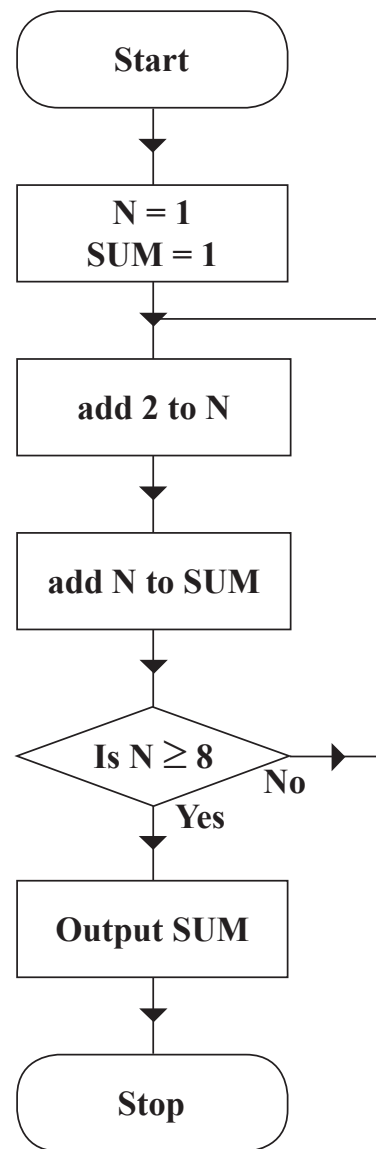 Start
N = 1
SUM = 1
add 2 to N
add N to SUM
Is N ≥ 8
No
Yes
Output SUM
Stop